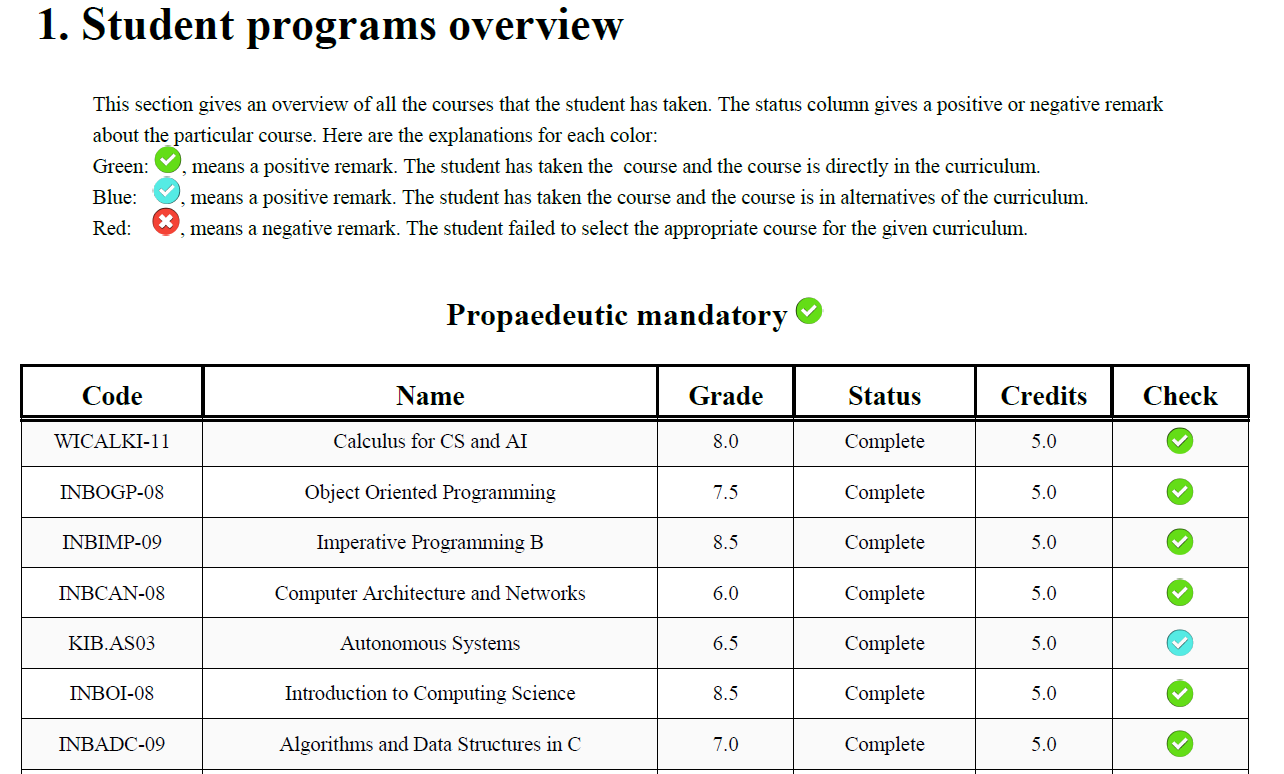 1. Student programs overview
This section gives an overview of all the courses that the student has taken. The status column gives a positive or negative remark
about the particular course. Here are the explanations for each color:
Green: , means a positive remark. The student has taken the course and the course is directly in the curriculum.
Blue: , means a positive remark. The student has taken the course and the course is in alternatives of the curriculum.
Red: , means a negative remark. The student failed to select the appropriate course for the given curriculum.
Propaedeutic mandatory
Code Name Grade Status Credits Check
WICALKI-11 Calculus for CS and AI 8.0 Complete 5.0
INBOGP-08 Object Oriented Programming 7.5 Complete 5.0
INBIMP-09 Imperative Programming B 8.5 Complete 5.0
INBCAN-08 Computer Architecture and Networks 6.0 Complete 5.0
KIB.AS03 Autonomous Systems 6.5 Complete 5.0
INBOI-08 Introduction to Computing Science 8.5 Complete 5.0
INBADC-09 Algorithms and Data Structures in C 7.0 Complete 5.0